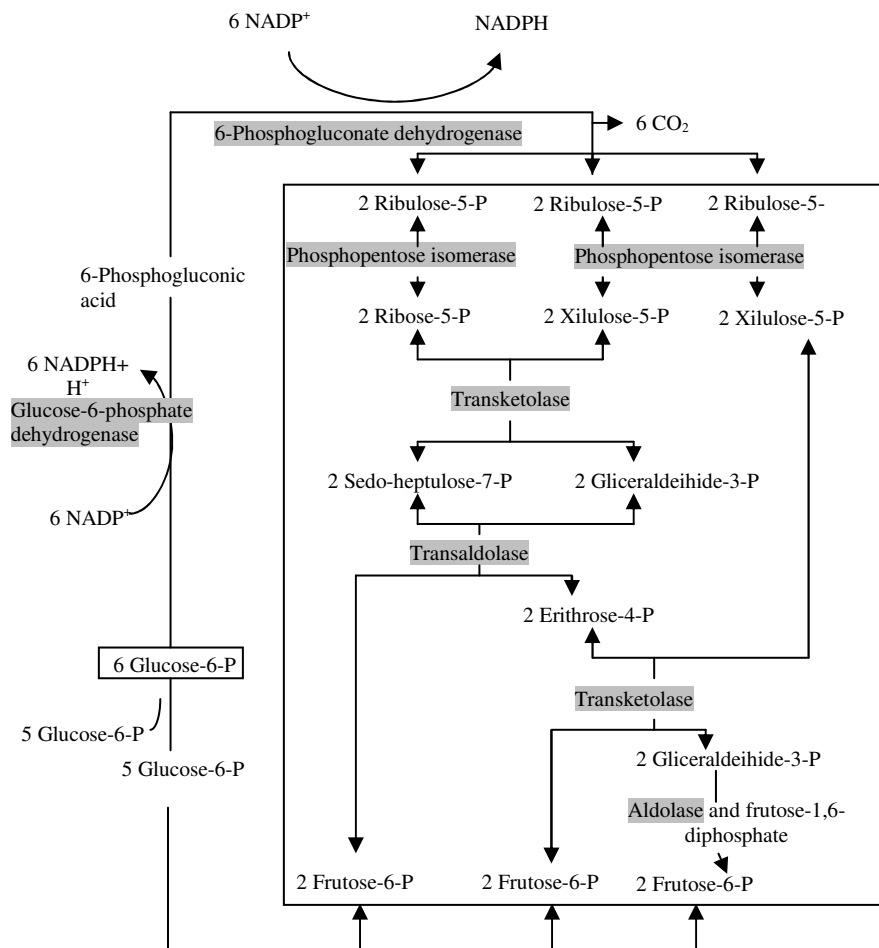 6 NADP⁺ NADPH
6-Phosphogluconate dehydrogenase
6 CO₂
2 Ribulose-5-P 2 Ribulose-5-P 2 Ribulose-5-
Phosphopentose isomerase Phosphopentose isomerase
6-Phosphogluconic
acid
2 Ribose-5-P 2 Xilulose-5-P 2 Xilulose-5-P
6 NADPH+
H⁺
Glucose-6-phosphate
dehydrogenase
Transketolase
2 Sedo-heptulose-7-P 2 Gliceraldeihide-3-P
6 NADP⁺
Transaldolase
2 Erithrose-4-P
6 Glucose-6-P
Transketolase
5 Glucose-6-P
5 Glucose-6-P
2 Gliceraldeihide-3-P
Aldolase and frutose-1,6-
diphosphate
2 Frutose-6-P 2 Frutose-6-P 2 Frutose-6-P